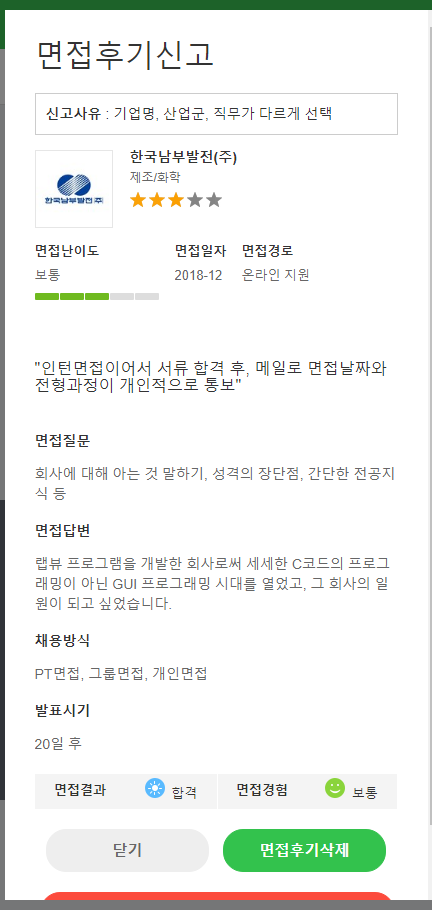 면접후기신고
신고사유 : 기업명, 산업군, 직무가 다르게 선택
한국남부발전(주)
한국남부발전(주)
제조/화학
면접난이도 면접일자 면접경로
보통 2018-12 온라인 지원
"인턴면접이어서 서류 합격 후, 메일로 면접날짜와
전형과정이 개인적으로 통보"
면접질문
회사에 대해 아는 것 말하기, 성격의 장단점, 간단한 전공지
식 등
면접답변
랩뷰 프로그램을 개발한 회사로써 세세한 C코드의 프로그
래밍이 아닌 GUI 프로그래밍 시대를 열었고, 그 회사의 일
원이 되고 싶었습니다.
채용방식
PT면접, 그룹면접, 개인면접
발표시기
20일 후
면접결과 합격 면접경험 보통
닫기 면접후기삭제